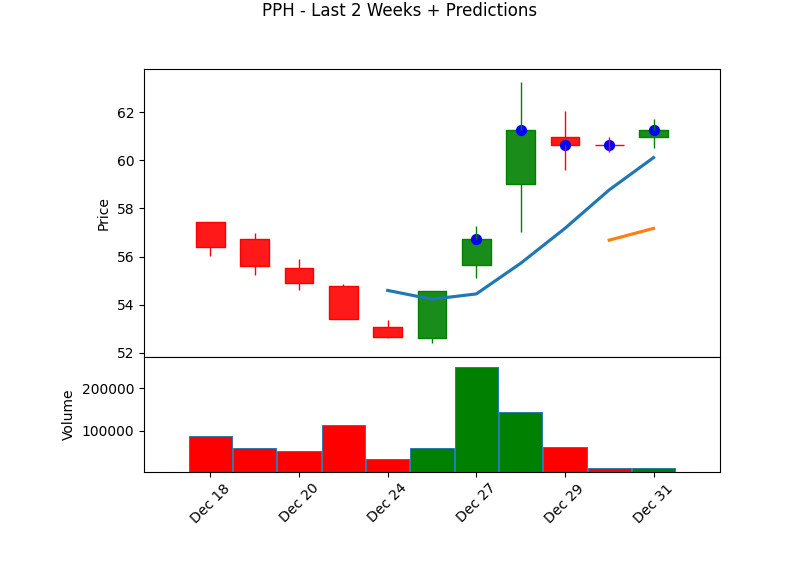 PPH - Last 2 Weeks + Predictions
Price
62
60
58
56
54
52
Volume
200000
100000
Dec 18
Dec 20
Dec 24
Dec 27
Dec 29
Dec 31